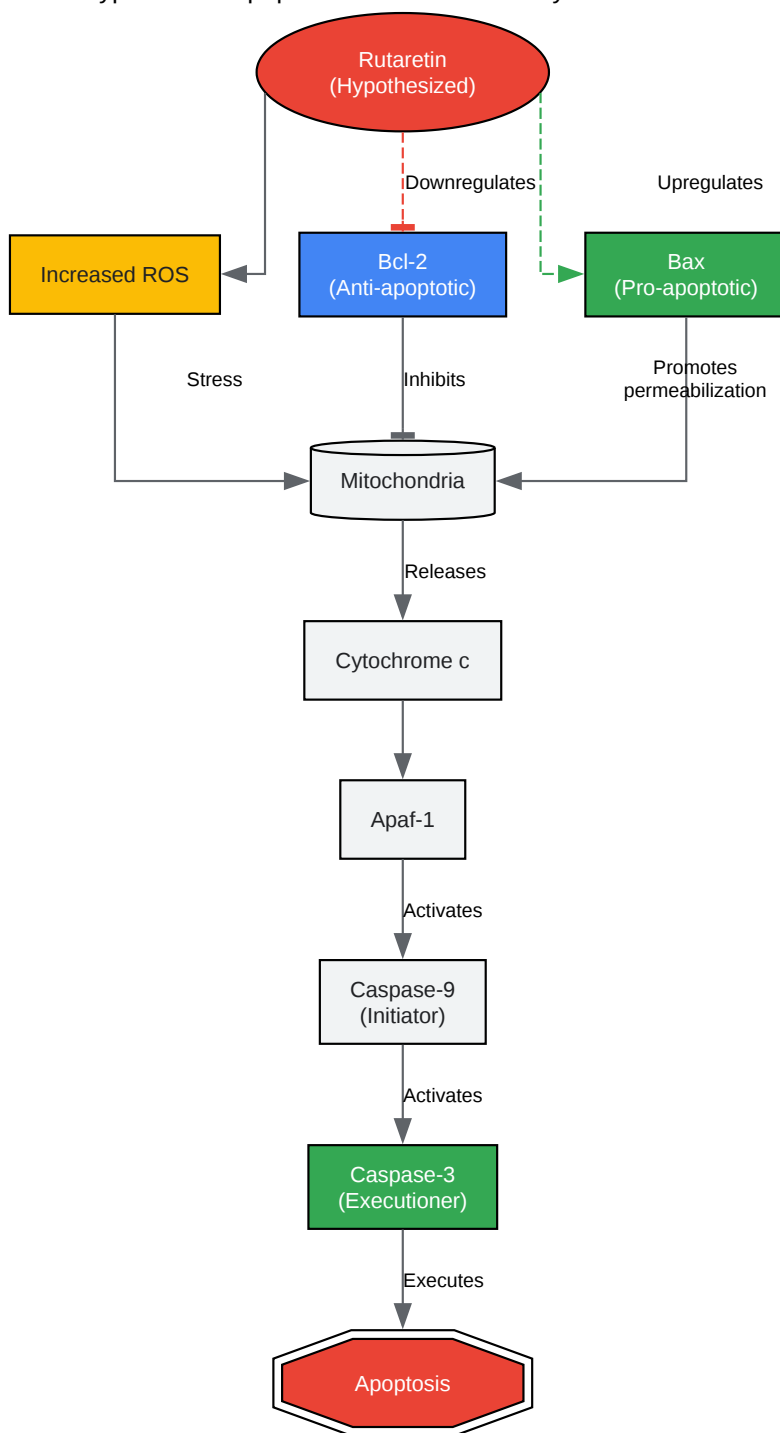 Rutaretin
(Hypothesized)
Downregulates
Upregulates
Increased ROS
Bcl-2
(Anti-apoptotic)
Bax
(Pro-apoptotic)
Stress
Inhibits
Promotes
permeabilization
Mitochondria
Releases
Cytochrome c
Apaf-1
Activates
Caspase-9
(Initiator)
Activates
Caspase-3
(Executioner)
Executes
Apoptosis